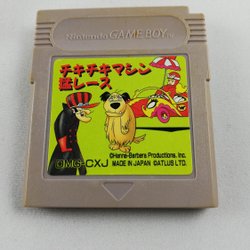 Nintendo GAME BOY
チキチキマシン
猛レース
©Hanna-Barbera Productions, Inc.
DMG-CXJ MADE IN JAPAN ©ATLUS LTD.